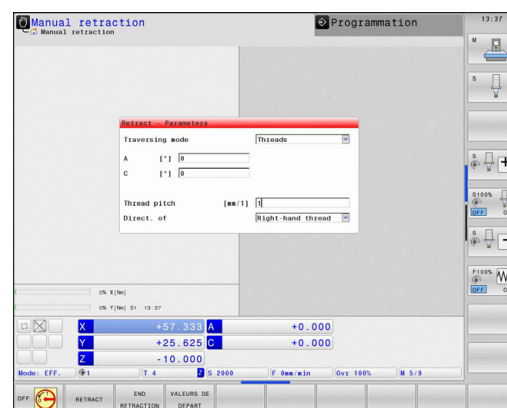 Manual retraction
Manual retraction
Programmation
13:37
M
S
Retract - Parameters
Traversing mode Threads
A [°] 0
C [°] 0
Thread pitch [mm/1] 1
Direct. of Right-hand thread
S
S100%
OFF
S
F100%
OFF
0% X[Nm]
0% Y[Nm] S1 13:37
X +57.333 A +0.000
Y +25.625 C +0.000
Z -10.000
Mode: EFF. 1 T 4 Z S 2000 F 0mm/min Ovr 100% M 5/9
OFF
RETRACT
END RETRACTION
VALEURS DE DEPART